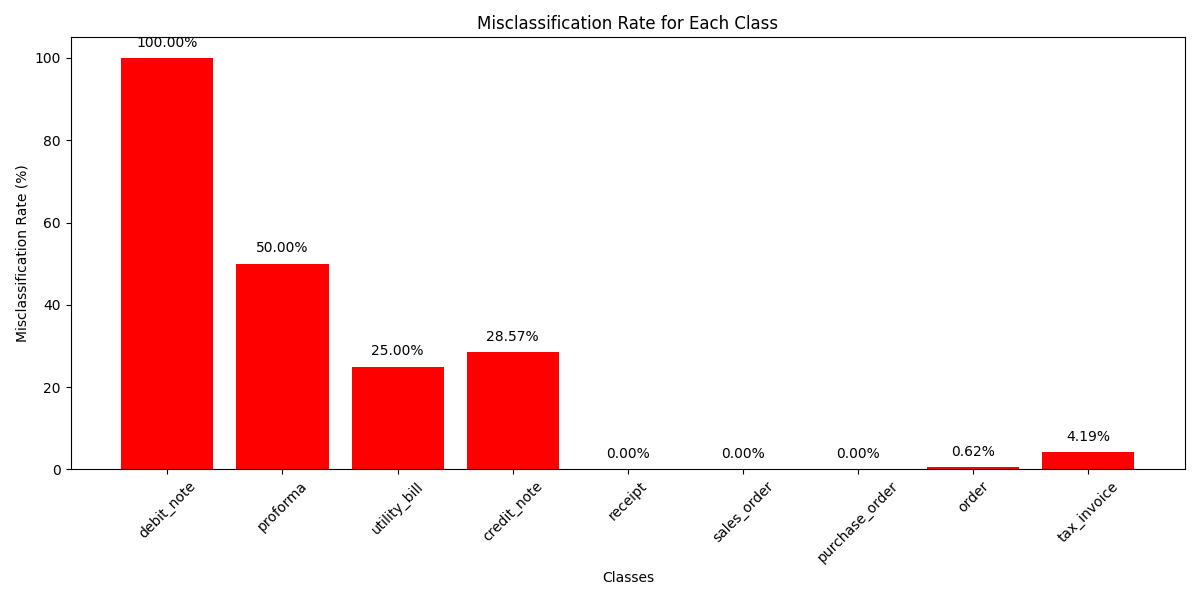 Misclassification Rate for Each Class
Misclassification Rate (%)
100
80
60
40
20
0
100.00%
50.00%
25.00%
28.57%
0.00%
0.00%
0.00%
0.62%
4.19%
debit_note
proforma
utility_bill
credit_note
receipt
sales_order
purchase_order
order
tax_invoice
Classes